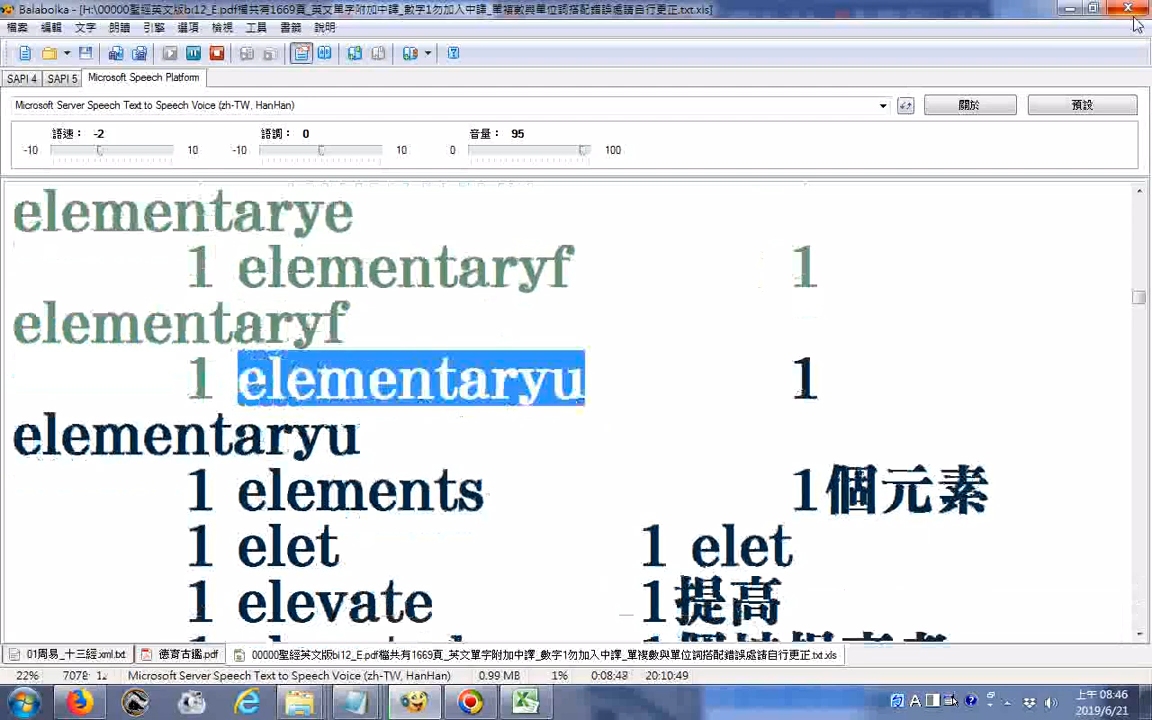 Balabolka - [H:\00000聖經英文版bi12_E.pdf檔共有1669頁_英文單字附加中譯_數字1勿加入中譯_單複數與單位詞搭配錯誤處請自行更正.txt.xls]
檔案 編輯 文字 朗讀 引擎 選項 檢視 工具 書籤 說明
SAPI 4 SAPI 5 Microsoft Speech Platform
Microsoft Server Speech Text to Speech Voice (zh-TW, HanHan) 關於 預設
語速： -2 語調： 0 音量： 95
-10 10 -10 10 0 100
elementarye
1 elementaryf 1
elementaryf
1 elementaryu 1
elementaryu
1 elements 1個元素
1 elet 1 elet
1 elevate 1提高
01周易_十三經.xml.txt 德育古鑑.pdf 00000聖經英文版bi12_E.pdf檔共有1669頁_英文單字附加中譯_數字1勿加入中譯_單複數與單位詞搭配錯誤處請自行更正.txt.xls
22% Microsoft Server Speech Text to Speech Voice (zh-TW, HanHan) 0.99 MB 1% 0:08:43 20:10:49
上午 08:46
2019/6/21